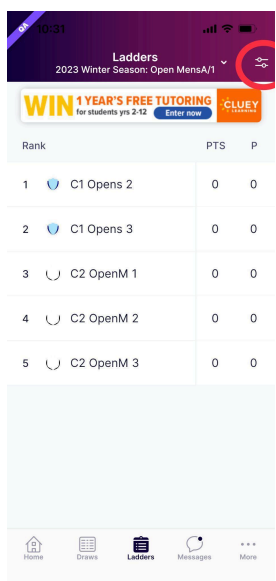 QA
10:31
Ladders
2023 Winter Season: Open MensA/1
WIN 1 YEAR'S FREE TUTORING
for students yrs 2-12 Enter now
CLUEY
LEARNING
Rank PTS P
1 C1 Opens 2 0 0
2 C1 Opens 3 0 0
3 C2 OpenM 1 0 0
4 C2 OpenM 2 0 0
5 C2 OpenM 3 0 0
Home Draws Ladders Messages More